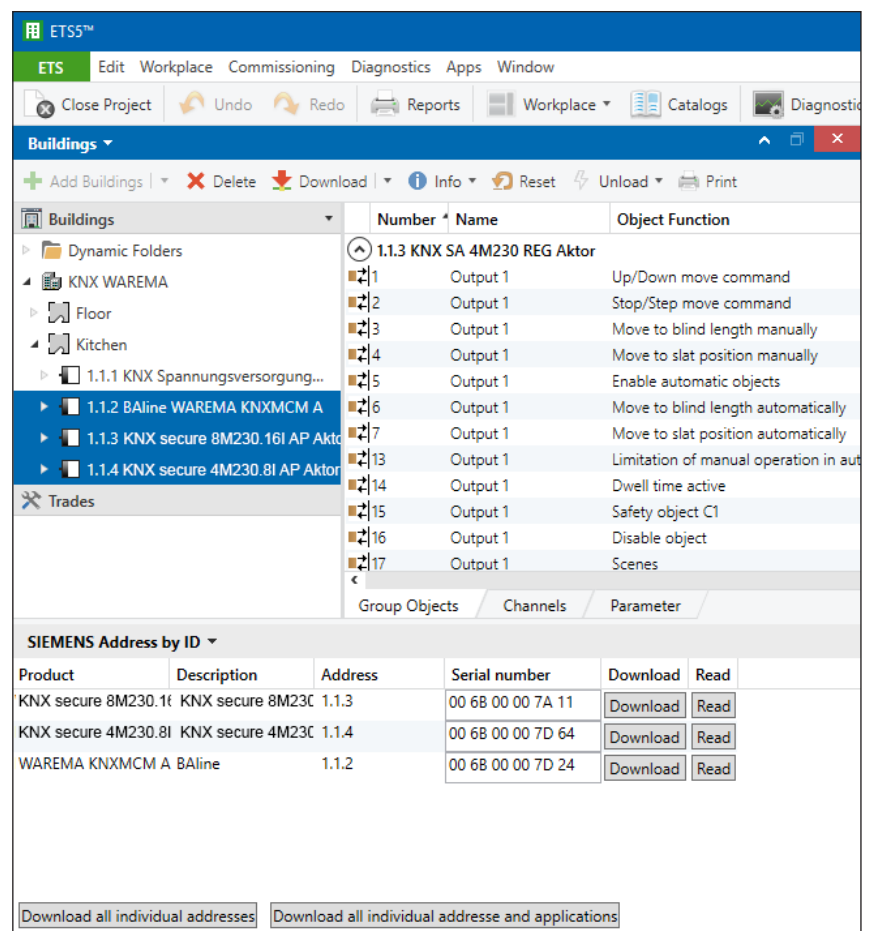 ETS5™
ETS Edit Workplace Commissioning Diagnostics Apps Window
Close Project Undo Redo Reports Workplace Catalogs Diagnostic
Buildings
Add Buildings Delete Download Info Reset Unload Print
Buildings
Dynamic Folders
KNX WAREMA
Floor
Kitchen
1.1.1 KNX Spannungsversorgung...
1.1.2 BAline WAREMA KNXMCM A
1.1.3 KNX secure 8M230.16I AP Akto
1.1.4 KNX secure 4M230.8I AP Aktor
Trades
Number Name Object Function
1.1.3 KNX SA 4M230 REG Aktor
1 Output 1 Up/Down move command
2 Output 1 Stop/Step move command
3 Output 1 Move to blind length manually
4 Output 1 Move to slat position manually
5 Output 1 Enable automatic objects
6 Output 1 Move to blind length automatically
7 Output 1 Move to slat position automatically
13 Output 1 Limitation of manual operation in aut
14 Output 1 Dwell time active
15 Output 1 Safety object C1
16 Output 1 Disable object
17 Output 1 Scenes
Group Objects Channels Parameter
SIEMENS Address by ID
Product Description Address Serial number Download Read
KNX secure 8M230.16 KNX secure 8M230 1.1.3 00 6B 00 00 7A 11 Download Read
KNX secure 4M230.8I KNX secure 4M230 1.1.4 00 6B 00 00 7D 64 Download Read
WAREMA KNXMCM A BAline 1.1.2 00 6B 00 00 7D 24 Download Read
Download all individual addresses Download all individual addresse and applications